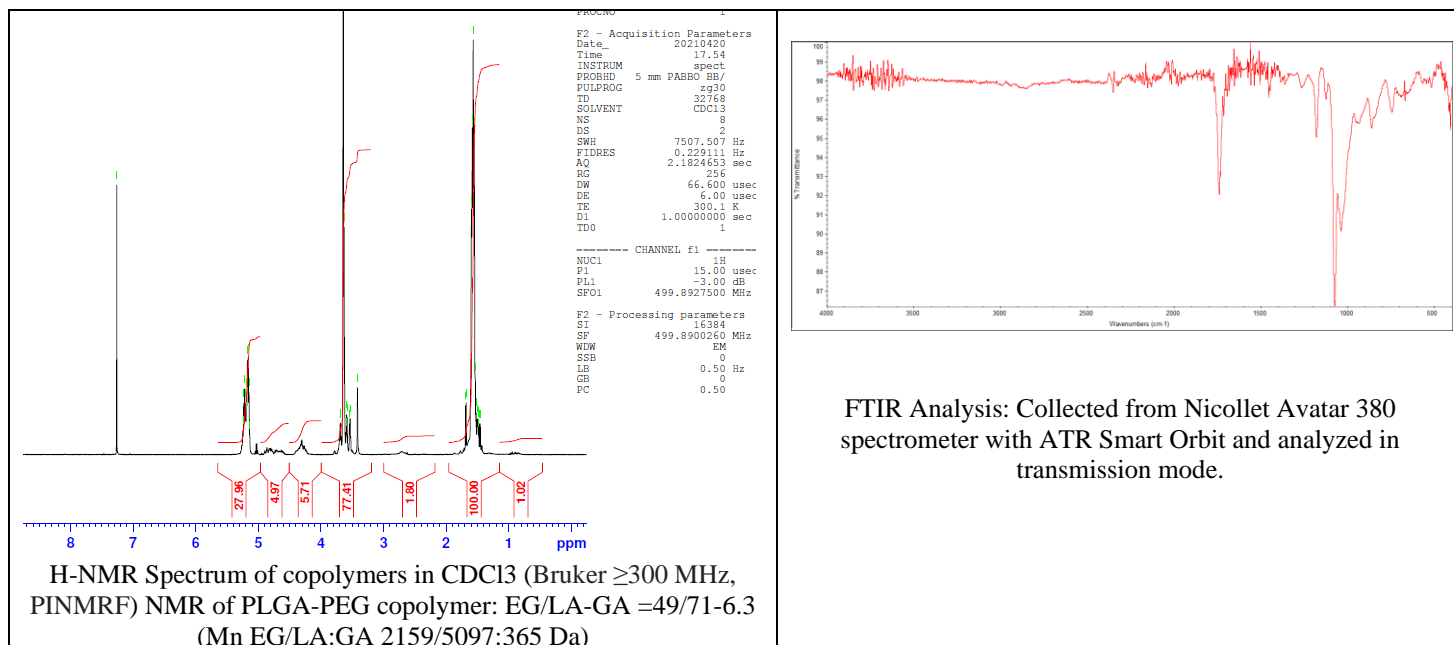 PROCNO 1
F2 - Acquisition Parameters
Date_ 20210420
Time 17.54
INSTRUM spect
PROBHD 5 mm PABBO BB/
PULPROG zg30
TD 32768
SOLVENT CDCl3
NS 8
DS 2
SWH 7507.507 Hz
FIDRES 0.229111 Hz
AQ 2.1824653 sec
RG 256
DW 66.600 usec
DE 6.00 usec
TE 300.1 K
D1 1.00000000 sec
TD0 1
======== CHANNEL f1 ========
NUC1 1H
P1 15.00 usec
PL1 -3.00 dB
SFO1 499.8927500 MHz
F2 - Processing parameters
SI 16384
SF 499.8900260 MHz
WDW EM
SSB 0
LB 0.50 Hz
GB 0
PC 0.50
27.96 4.97 5.71 77.41 1.80 100.00 1.02
8 7 6 5 4 3 2 1 ppm
H-NMR Spectrum of copolymers in CDCl3 (Bruker ≥300 MHz,
PINMRF) NMR of PLGA-PEG copolymer: EG/LA-GA =49/71-6.3
(Mn EG/LA:GA 2159/5097:365 Da)
100
99
98
97
96
95
94
93
92
91
90
89
88
87
%Transmittance
4000 3500 3000 2500 2000 1500 1000 500
Wavenumbers (cm-1)
FTIR Analysis: Collected from Nicollet Avatar 380
spectrometer with ATR Smart Orbit and analyzed in
transmission mode.